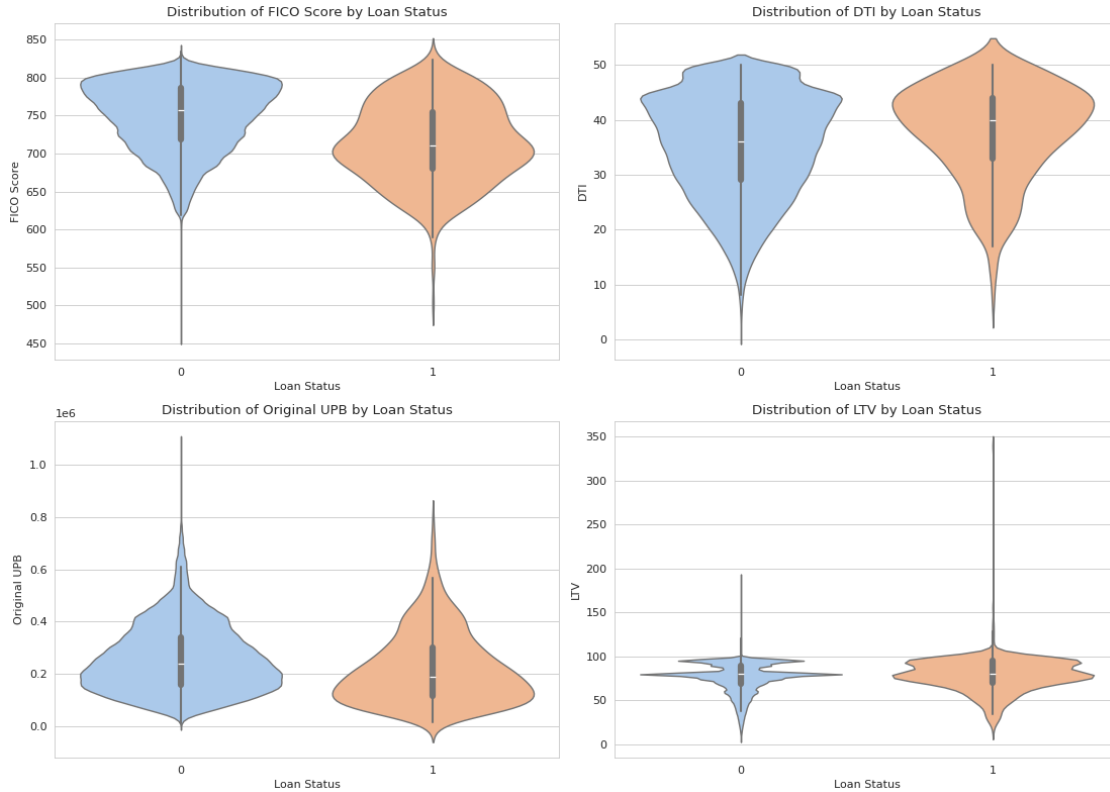 Distribution of FICO Score by Loan Status
FICO Score
850
800
750
700
650
600
550
500
450
0
1
Loan Status
Distribution of DTI by Loan Status
DTI
50
40
30
20
10
0
0
1
Loan Status
Distribution of Original UPB by Loan Status
1e6
Original UPB
1.0
0.8
0.6
0.4
0.2
0.0
0
1
Loan Status
Distribution of LTV by Loan Status
LTV
350
300
250
200
150
100
50
0
0
1
Loan Status